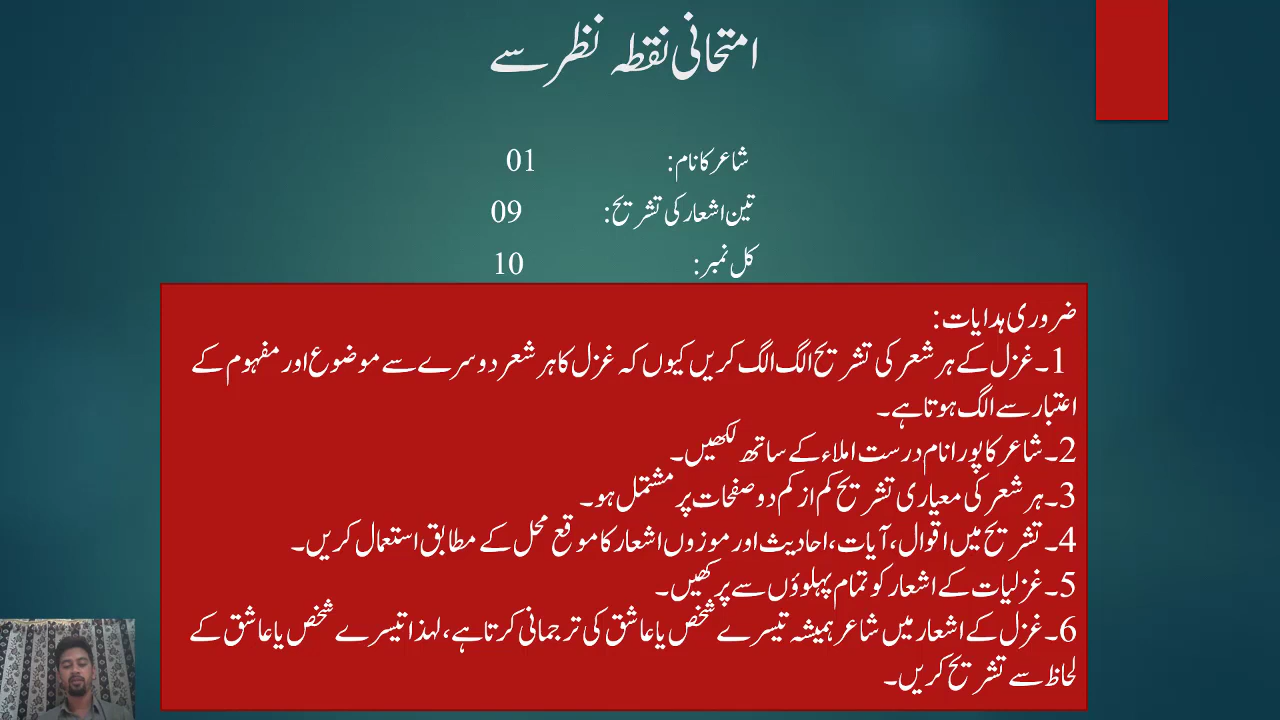 امتحانی نقطہ نظر سے
شاعر کا نام: 01
تین اشعار کی تشریح: 09
کل نمبر: 10
ضروری ہدایات:
1۔غزل کے ہر شعر کی تشریح الگ الگ کریں کیوں کہ غزل کا ہر شعر دوسرے سے موضوع اور مفہوم کے
اعتبار سے الگ ہوتا ہے۔
2۔شاعر کا پورا نام درست املاء کے ساتھ لکھیں۔
3۔ہر شعر کی معیاری تشریح کم از کم دو صفحات پر مشتمل ہو۔
4۔ تشریح میں اقوال،آیات،احادیث اور موزوں اشعار کا موقع محل کے مطابق استعمال کریں۔
5۔غزلیات کے اشعار کو تمام پہلوؤں سے پرکھیں۔
6۔غزل کے اشعار میں شاعر ہمیشہ تیسرے شخص یا عاشق کی ترجمانی کرتا ہے،لہذا تیسرے شخص یا عاشق کے
لحاظ سے تشریح کریں۔